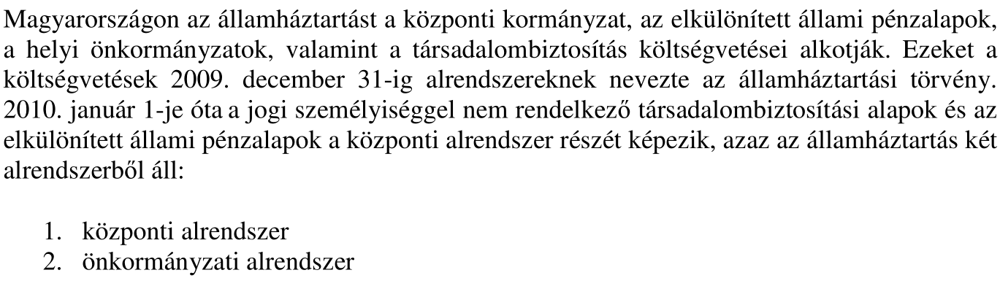 Magyarországon az államháztartást a központi kormányzat, az elkülönített állami pénzalapok,
a helyi önkormányzatok, valamint a társadalombiztosítás költségvetései alkotják. Ezeket a
költségvetések 2009. december 31-ig alrendszereknek nevezte az államháztartási törvény.
2010. január 1-je óta a jogi személyiséggel nem rendelkező társadalombiztosítási alapok és az
elkülönített állami pénzalapok a központi alrendszer részét képezik, azaz az államháztartás két
alrendszerből áll:
1. központi alrendszer
2. önkormányzati alrendszer